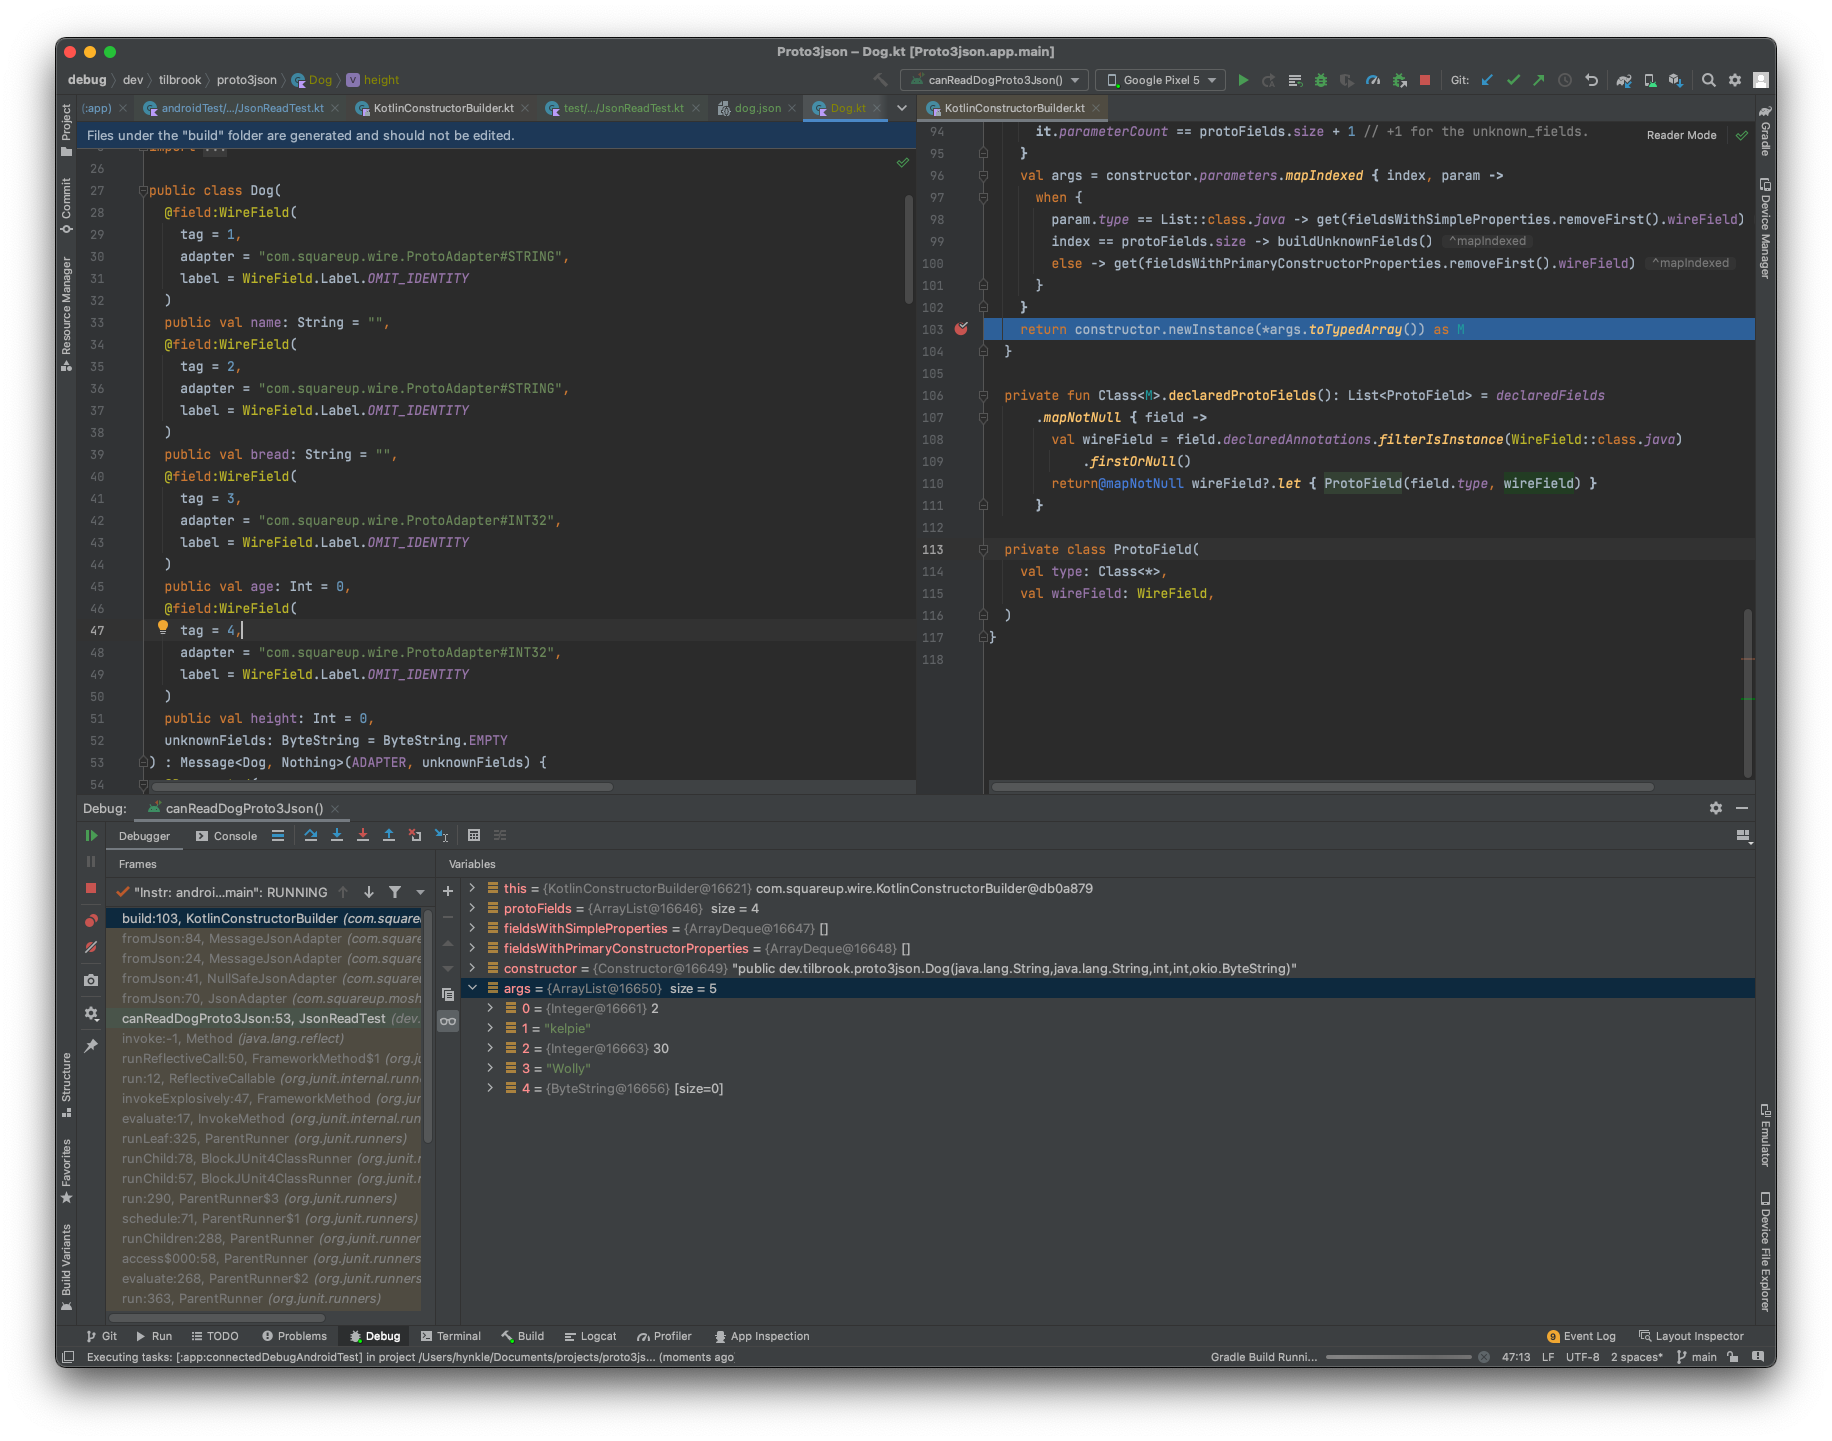 Proto3json – Dog.kt [Proto3json.app.main]
debug dev tilbrook proto3json Dog height
canReadDogProto3Json() Google Pixel 5 Git:
(:app) androidTest/.../JsonReadTest.kt KotlinConstructorBuilder.kt test/.../JsonReadTest.kt dog.json Dog.kt
KotlinConstructorBuilder.kt
Files under the "build" folder are generated and should not be edited.
import ...
26
27 public class Dog(
28 @field:WireField(
29 tag = 1,
30 adapter = "com.squareup.wire.ProtoAdapter#STRING",
31 label = WireField.Label.OMIT_IDENTITY
32 )
33 public val name: String = "",
34 @field:WireField(
35 tag = 2,
36 adapter = "com.squareup.wire.ProtoAdapter#STRING",
37 label = WireField.Label.OMIT_IDENTITY
38 )
39 public val bread: String = "",
40 @field:WireField(
41 tag = 3,
42 adapter = "com.squareup.wire.ProtoAdapter#INT32",
43 label = WireField.Label.OMIT_IDENTITY
44 )
45 public val age: Int = 0,
46 @field:WireField(
47 tag = 4,
48 adapter = "com.squareup.wire.ProtoAdapter#INT32",
49 label = WireField.Label.OMIT_IDENTITY
50 )
51 public val height: Int = 0,
52 unknownFields: ByteString = ByteString.EMPTY
53 ) : Message<Dog, Nothing>(ADAPTER, unknownFields) {
54
Reader Mode
94 it.parameterCount == protoFields.size + 1 // +1 for the unknown_fields.
95 }
96 val args = constructor.parameters.mapIndexed { index, param ->
97 when {
98 param.type == List::class.java -> get(fieldsWithSimpleProperties.removeFirst().wireField)
99 index == protoFields.size -> buildUnknownFields() ^mapIndexed
100 else -> get(fieldsWithPrimaryConstructorProperties.removeFirst().wireField) ^mapIndexed
101 }
102 }
103 return constructor.newInstance(*args.toTypedArray()) as M
104 }
105
106 private fun Class<M>.declaredProtoFields(): List<ProtoField> = declaredFields
107 .mapNotNull { field ->
108 val wireField = field.declaredAnnotations.filterIsInstance(WireField::class.java)
109 .firstOrNull()
110 return@mapNotNull wireField?.let { ProtoField(field.type, wireField) }
111 }
112
113 private class ProtoField(
114 val type: Class<*>,
115 val wireField: WireField,
116 )
117 }
118
Project
Commit
Resource Manager
Structure
Favorites
Build Variants
Gradle
Device Manager
Emulator
Device File Explorer
Debug: canReadDogProto3Json()
Debugger Console
Frames
"Instr: androi...main": RUNNING
build:103, KotlinConstructorBuilder (com.square
fromJson:84, MessageJsonAdapter (com.square
fromJson:24, MessageJsonAdapter (com.square
fromJson:41, NullSafeJsonAdapter (com.squareu
fromJson:70, JsonAdapter (com.squareup.mosh
canReadDogProto3Json:53, JsonReadTest (dev.
invoke:-1, Method (java.lang.reflect)
runReflectiveCall:50, FrameworkMethod$1 (org.ju
run:12, ReflectiveCallable (org.junit.internal.runn
invokeExplosively:47, FrameworkMethod (org.jun
evaluate:17, InvokeMethod (org.junit.internal.run
runLeaf:325, ParentRunner (org.junit.runners)
runChild:78, BlockJUnit4ClassRunner (org.junit.r
runChild:57, BlockJUnit4ClassRunner (org.junit.r
run:290, ParentRunner$3 (org.junit.runners)
schedule:71, ParentRunner$1 (org.junit.runners)
runChildren:288, ParentRunner (org.junit.runner
access$000:58, ParentRunner (org.junit.runners
evaluate:268, ParentRunner$2 (org.junit.runners
run:363, ParentRunner (org.junit.runners)
Variables
this = {KotlinConstructorBuilder@16621} com.squareup.wire.KotlinConstructorBuilder@db0a879
protoFields = {ArrayList@16646} size = 4
fieldsWithSimpleProperties = {ArrayDeque@16647} []
fieldsWithPrimaryConstructorProperties = {ArrayDeque@16648} []
constructor = {Constructor@16649} "public dev.tilbrook.proto3json.Dog(java.lang.String,java.lang.String,int,int,okio.ByteString)"
args = {ArrayList@16650} size = 5
0 = {Integer@16661} 2
1 = "kelpie"
2 = {Integer@16663} 30
3 = "Wolly"
4 = {ByteString@16656} [size=0]
Git Run TODO Problems Debug Terminal Build Logcat Profiler App Inspection 9 Event Log Layout Inspector
Executing tasks: [:app:connectedDebugAndroidTest] in project /Users/hynkle/Documents/projects/proto3js... (moments ago) Gradle Build Runni... 47:13 LF UTF-8 2 spaces* main